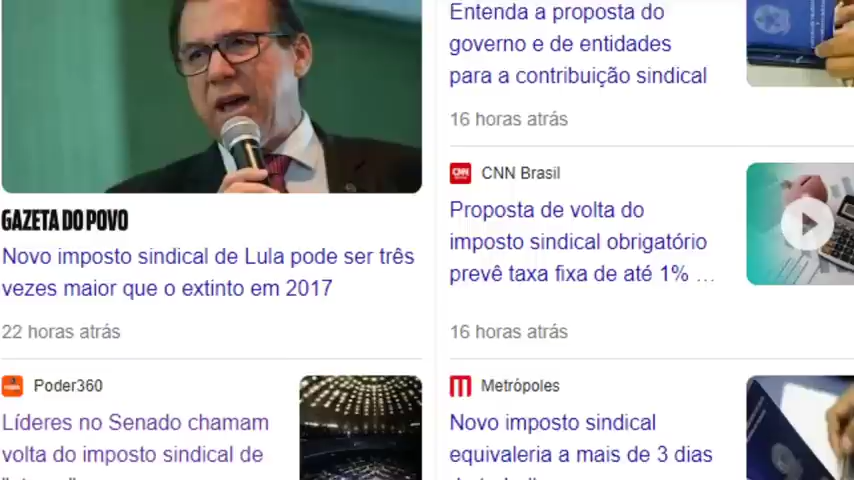 GAZETA DO POVO
Novo imposto sindical de Lula pode ser três
vezes maior que o extinto em 2017
22 horas atrás
Poder360
Líderes no Senado chamam
volta do imposto sindical de
Entenda a proposta do
governo e de entidades
para a contribuição sindical
16 horas atrás
CNN Brasil
Proposta de volta do
imposto sindical obrigatório
prevê taxa fixa de até 1% ...
16 horas atrás
Metrópoles
Novo imposto sindical
equivaleria a mais de 3 dias